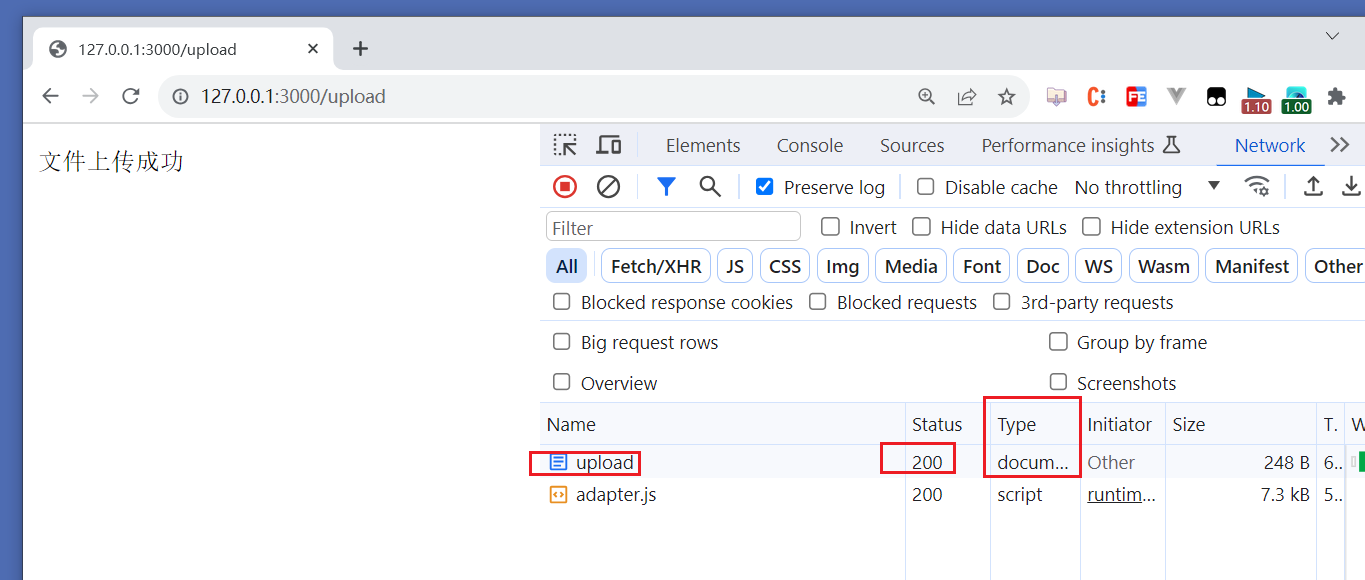 127.0.0.1:3000/upload
127.0.0.1:3000/upload
1.10 1.00
文件上传成功
Elements Console Sources Performance insights Network
Preserve log Disable cache No throttling
Filter Invert Hide data URLs Hide extension URLs
All Fetch/XHR JS CSS Img Media Font Doc WS Wasm Manifest Other
Blocked response cookies Blocked requests 3rd-party requests
Big request rows Group by frame
Overview Screenshots
Name Status Type Initiator Size T. W
upload 200 docum... Other 248 B 6..
adapter.js 200 script runtim... 7.3 kB 5..